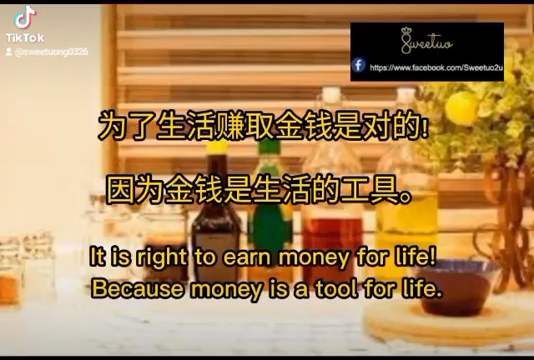 TikTok
@sweetuong0326
Sweetuo
https://www.facebook.com/Sweetuo2u
为了生活赚取金钱是对的!
因为金钱是生活的工具。
It is right to earn money for life!
Because money is a tool for life.